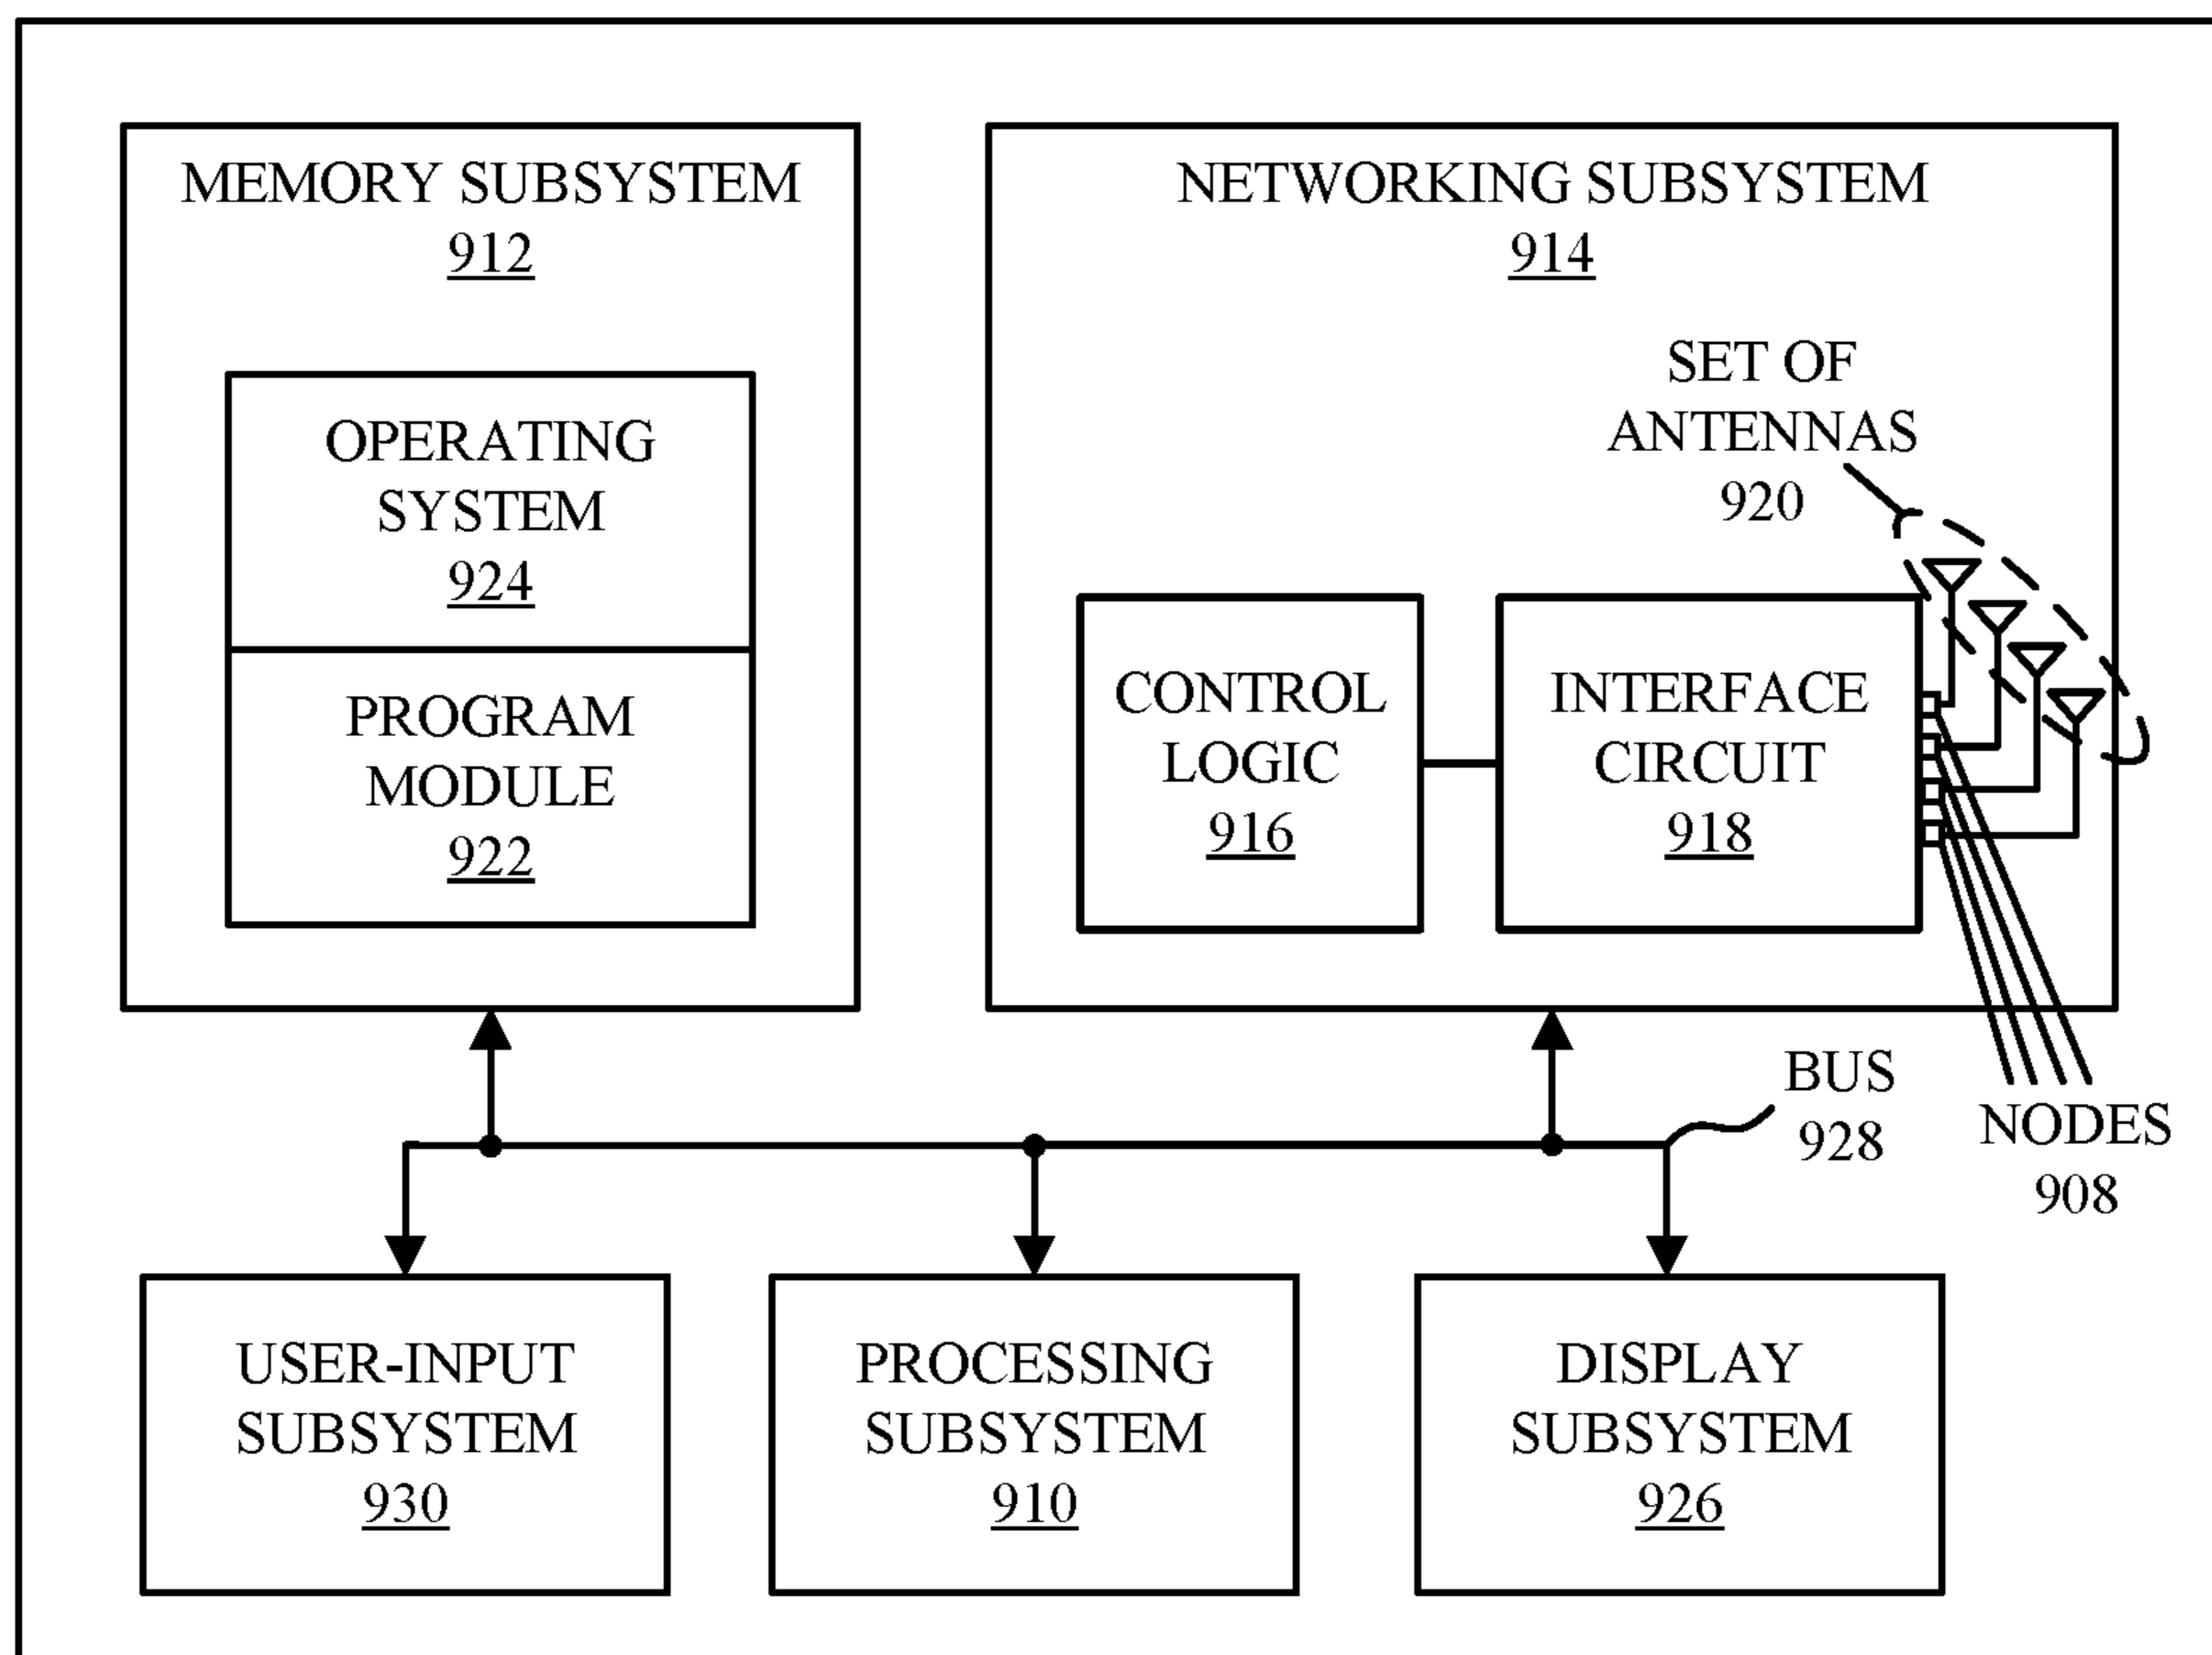 MEMORY SUBSYSTEM
912
OPERATING
SYSTEM
924
PROGRAM
MODULE
922
NETWORKING SUBSYSTEM
914
SET OF
ANTENNAS
920
CONTROL
LOGIC
916
INTERFACE
CIRCUIT
918
BUS
928
NODES
908
USER-INPUT
SUBSYSTEM
930
PROCESSING
SUBSYSTEM
910
DISPLAY
SUBSYSTEM
926